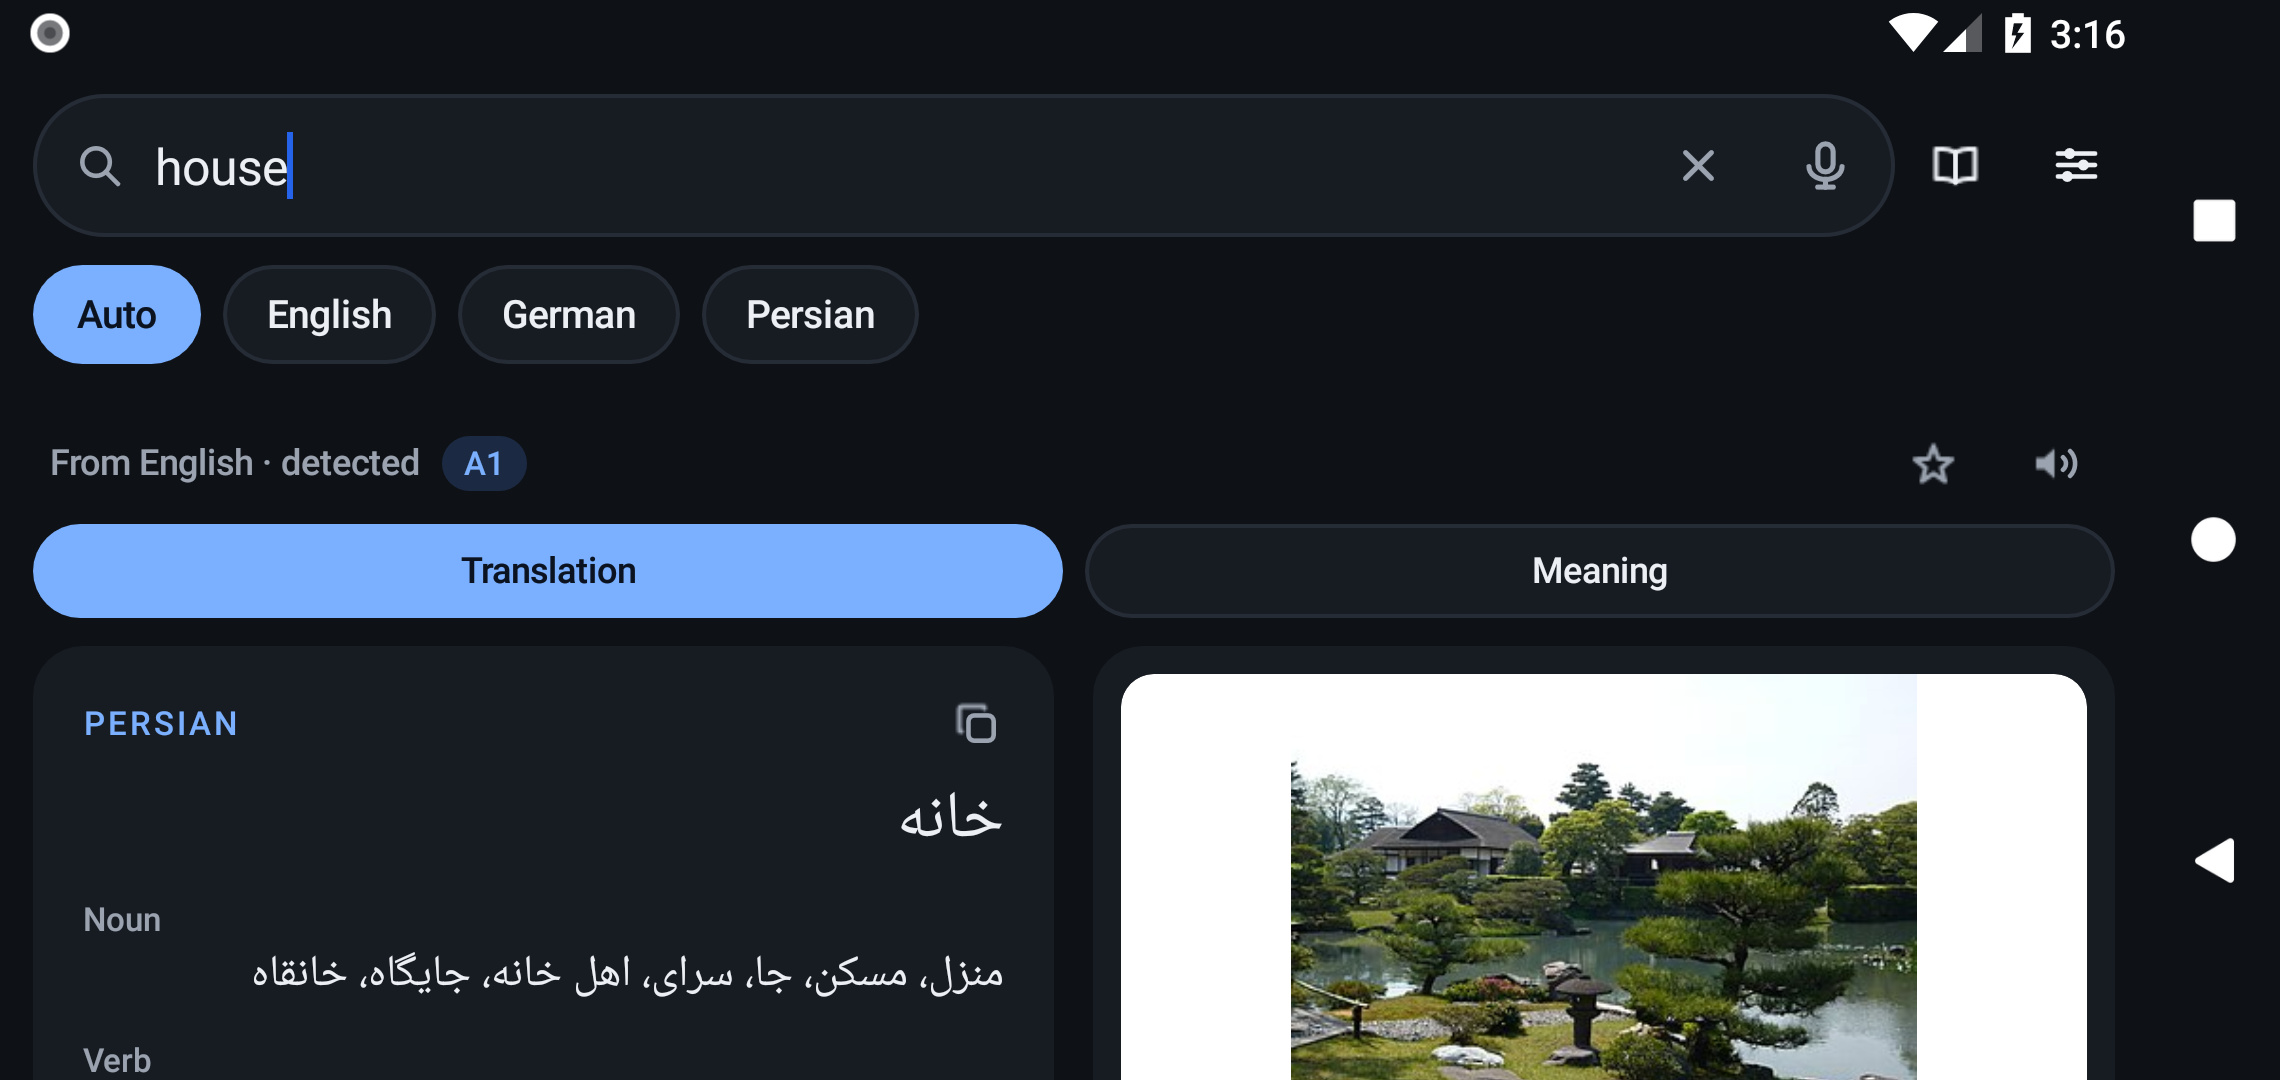 3:16
house
Auto
English
German
Persian
From English · detected
A1
Translation
Meaning
PERSIAN
خانه
Noun
منزل، مسکن، جا، سرای، اهل خانه، جایگاه، خانقاه
Verb